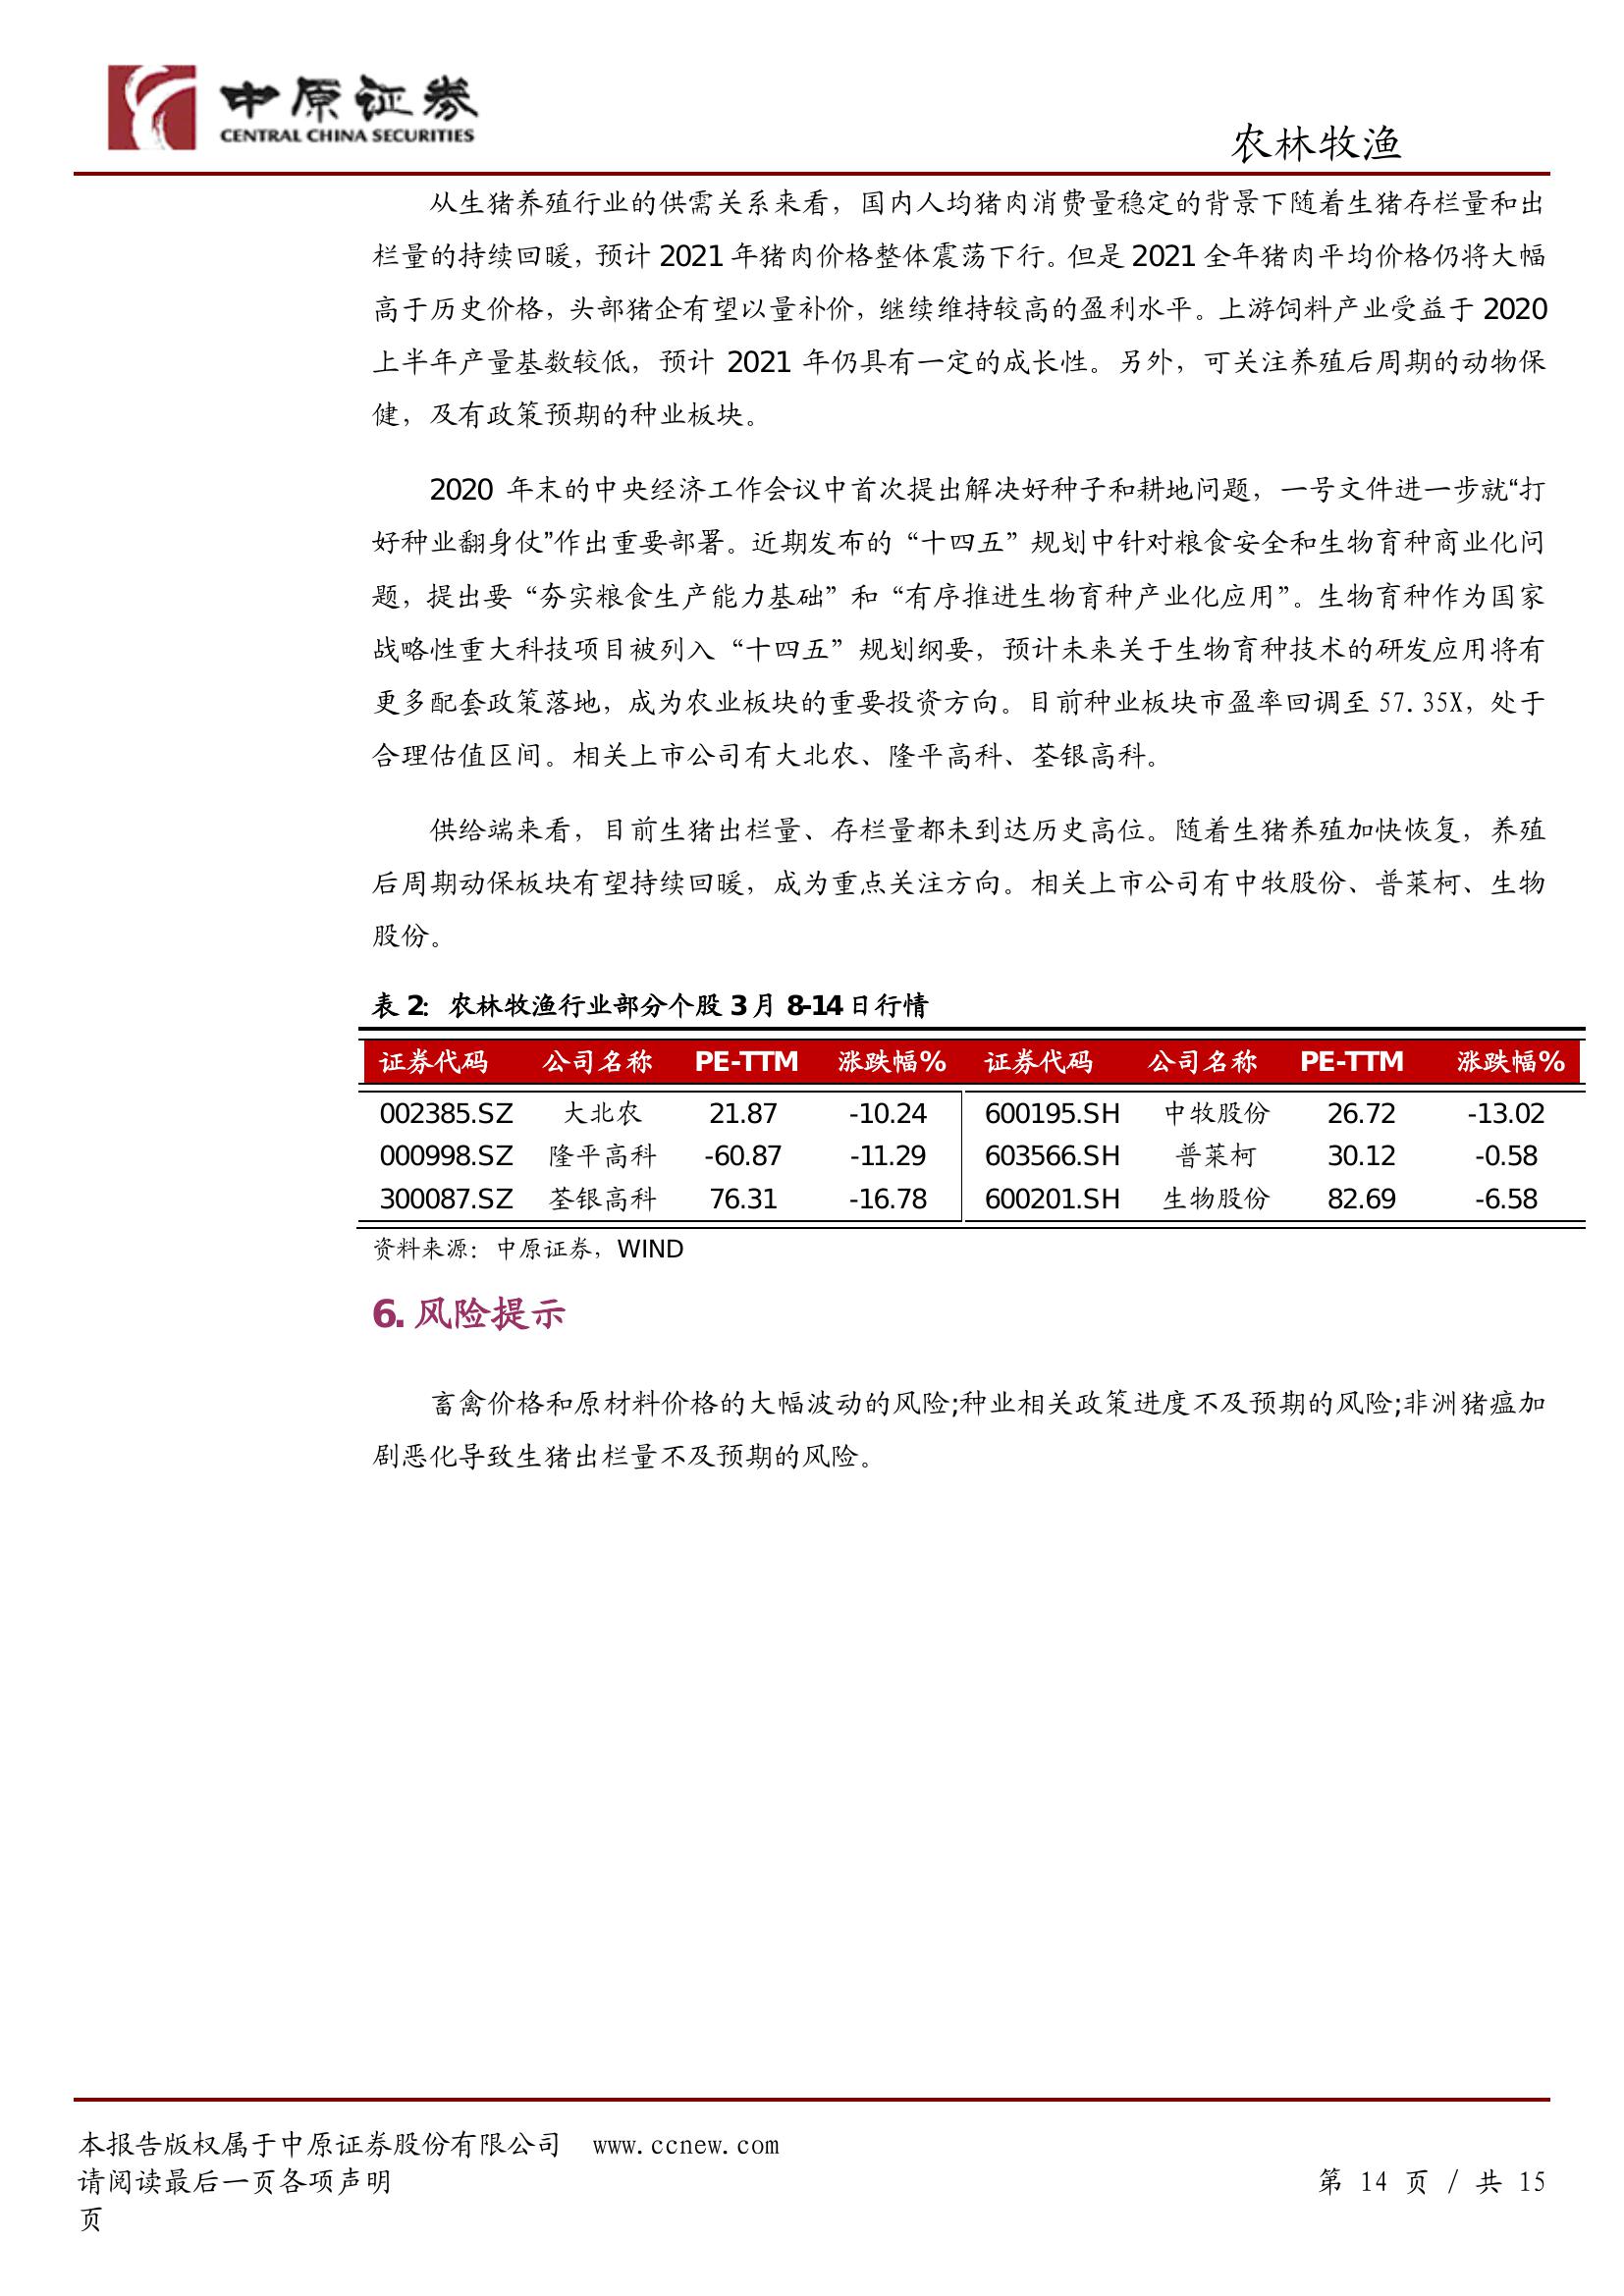 中原证券
CENTRAL CHINA SECURITIES
农林牧渔
从生猪养殖行业的供需关系来看，国内人均猪肉消费量稳定的背景下随着生猪存栏量和出
栏量的持续回暖，预计 2021 年猪肉价格整体震荡下行。但是 2021 全年猪肉平均价格仍将大幅
高于历史价格，头部猪企有望以量补价，继续维持较高的盈利水平。上游饲料产业受益于 2020
上半年产量基数较低，预计 2021 年仍具有一定的成长性。另外，可关注养殖后周期的动物保
健，及有政策预期的种业板块。
2020 年末的中央经济工作会议中首次提出解决好种子和耕地问题，一号文件进一步就“打
好种业翻身仗”作出重要部署。近期发布的“十四五”规划中针对粮食安全和生物育种商业化问
题，提出要“夯实粮食生产能力基础”和“有序推进生物育种产业化应用”。生物育种作为国家
战略性重大科技项目被列入“十四五”规划纲要，预计未来关于生物育种技术的研发应用将有
更多配套政策落地，成为农业板块的重要投资方向。目前种业板块市盈率回调至 57.35X，处于
合理估值区间。相关上市公司有大北农、隆平高科、荃银高科。
供给端来看，目前生猪出栏量、存栏量都未到达历史高位。随着生猪养殖加快恢复，养殖
后周期动保板块有望持续回暖，成为重点关注方向。相关上市公司有中牧股份、普莱柯、生物
股份。
表 2：农林牧渔行业部分个股 3 月 8-14 日行情
证券代码 公司名称 PE-TTM 涨跌幅% 证券代码 公司名称 PE-TTM 涨跌幅%
002385.SZ 大北农 21.87 -10.24 600195.SH 中牧股份 26.72 -13.02
000998.SZ 隆平高科 -60.87 -11.29 603566.SH 普莱柯 30.12 -0.58
300087.SZ 荃银高科 76.31 -16.78 600201.SH 生物股份 82.69 -6.58
资料来源：中原证券，WIND
6. 风险提示
畜禽价格和原材料价格的大幅波动的风险;种业相关政策进度不及预期的风险;非洲猪瘟加
剧恶化导致生猪出栏量不及预期的风险。
本报告版权属于中原证券股份有限公司 www.ccnew.com
请阅读最后一页各项声明 第 14 页 / 共 15
页